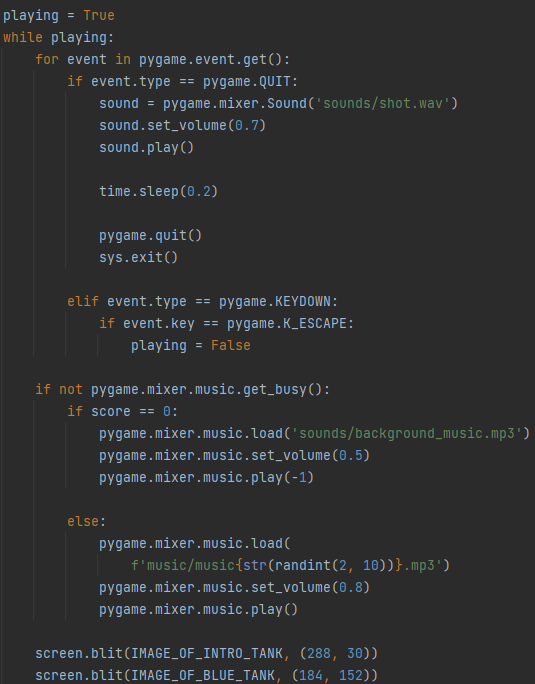 playing = True
while playing:
    for event in pygame.event.get():
        if event.type == pygame.QUIT:
            sound = pygame.mixer.Sound('sounds/shot.wav')
            sound.set_volume(0.7)
            sound.play()

            time.sleep(0.2)

            pygame.quit()
            sys.exit()

        elif event.type == pygame.KEYDOWN:
            if event.key == pygame.K_ESCAPE:
                playing = False

    if not pygame.mixer.music.get_busy():
        if score == 0:
            pygame.mixer.music.load('sounds/background_music.mp3')
            pygame.mixer.music.set_volume(0.5)
            pygame.mixer.music.play(-1)

        else:
            pygame.mixer.music.load(
                f'music/music{str(randint(2, 10))}.mp3')
            pygame.mixer.music.set_volume(0.8)
            pygame.mixer.music.play()

    screen.blit(IMAGE_OF_INTRO_TANK, (288, 30))
    screen.blit(IMAGE_OF_BLUE_TANK, (184, 152))